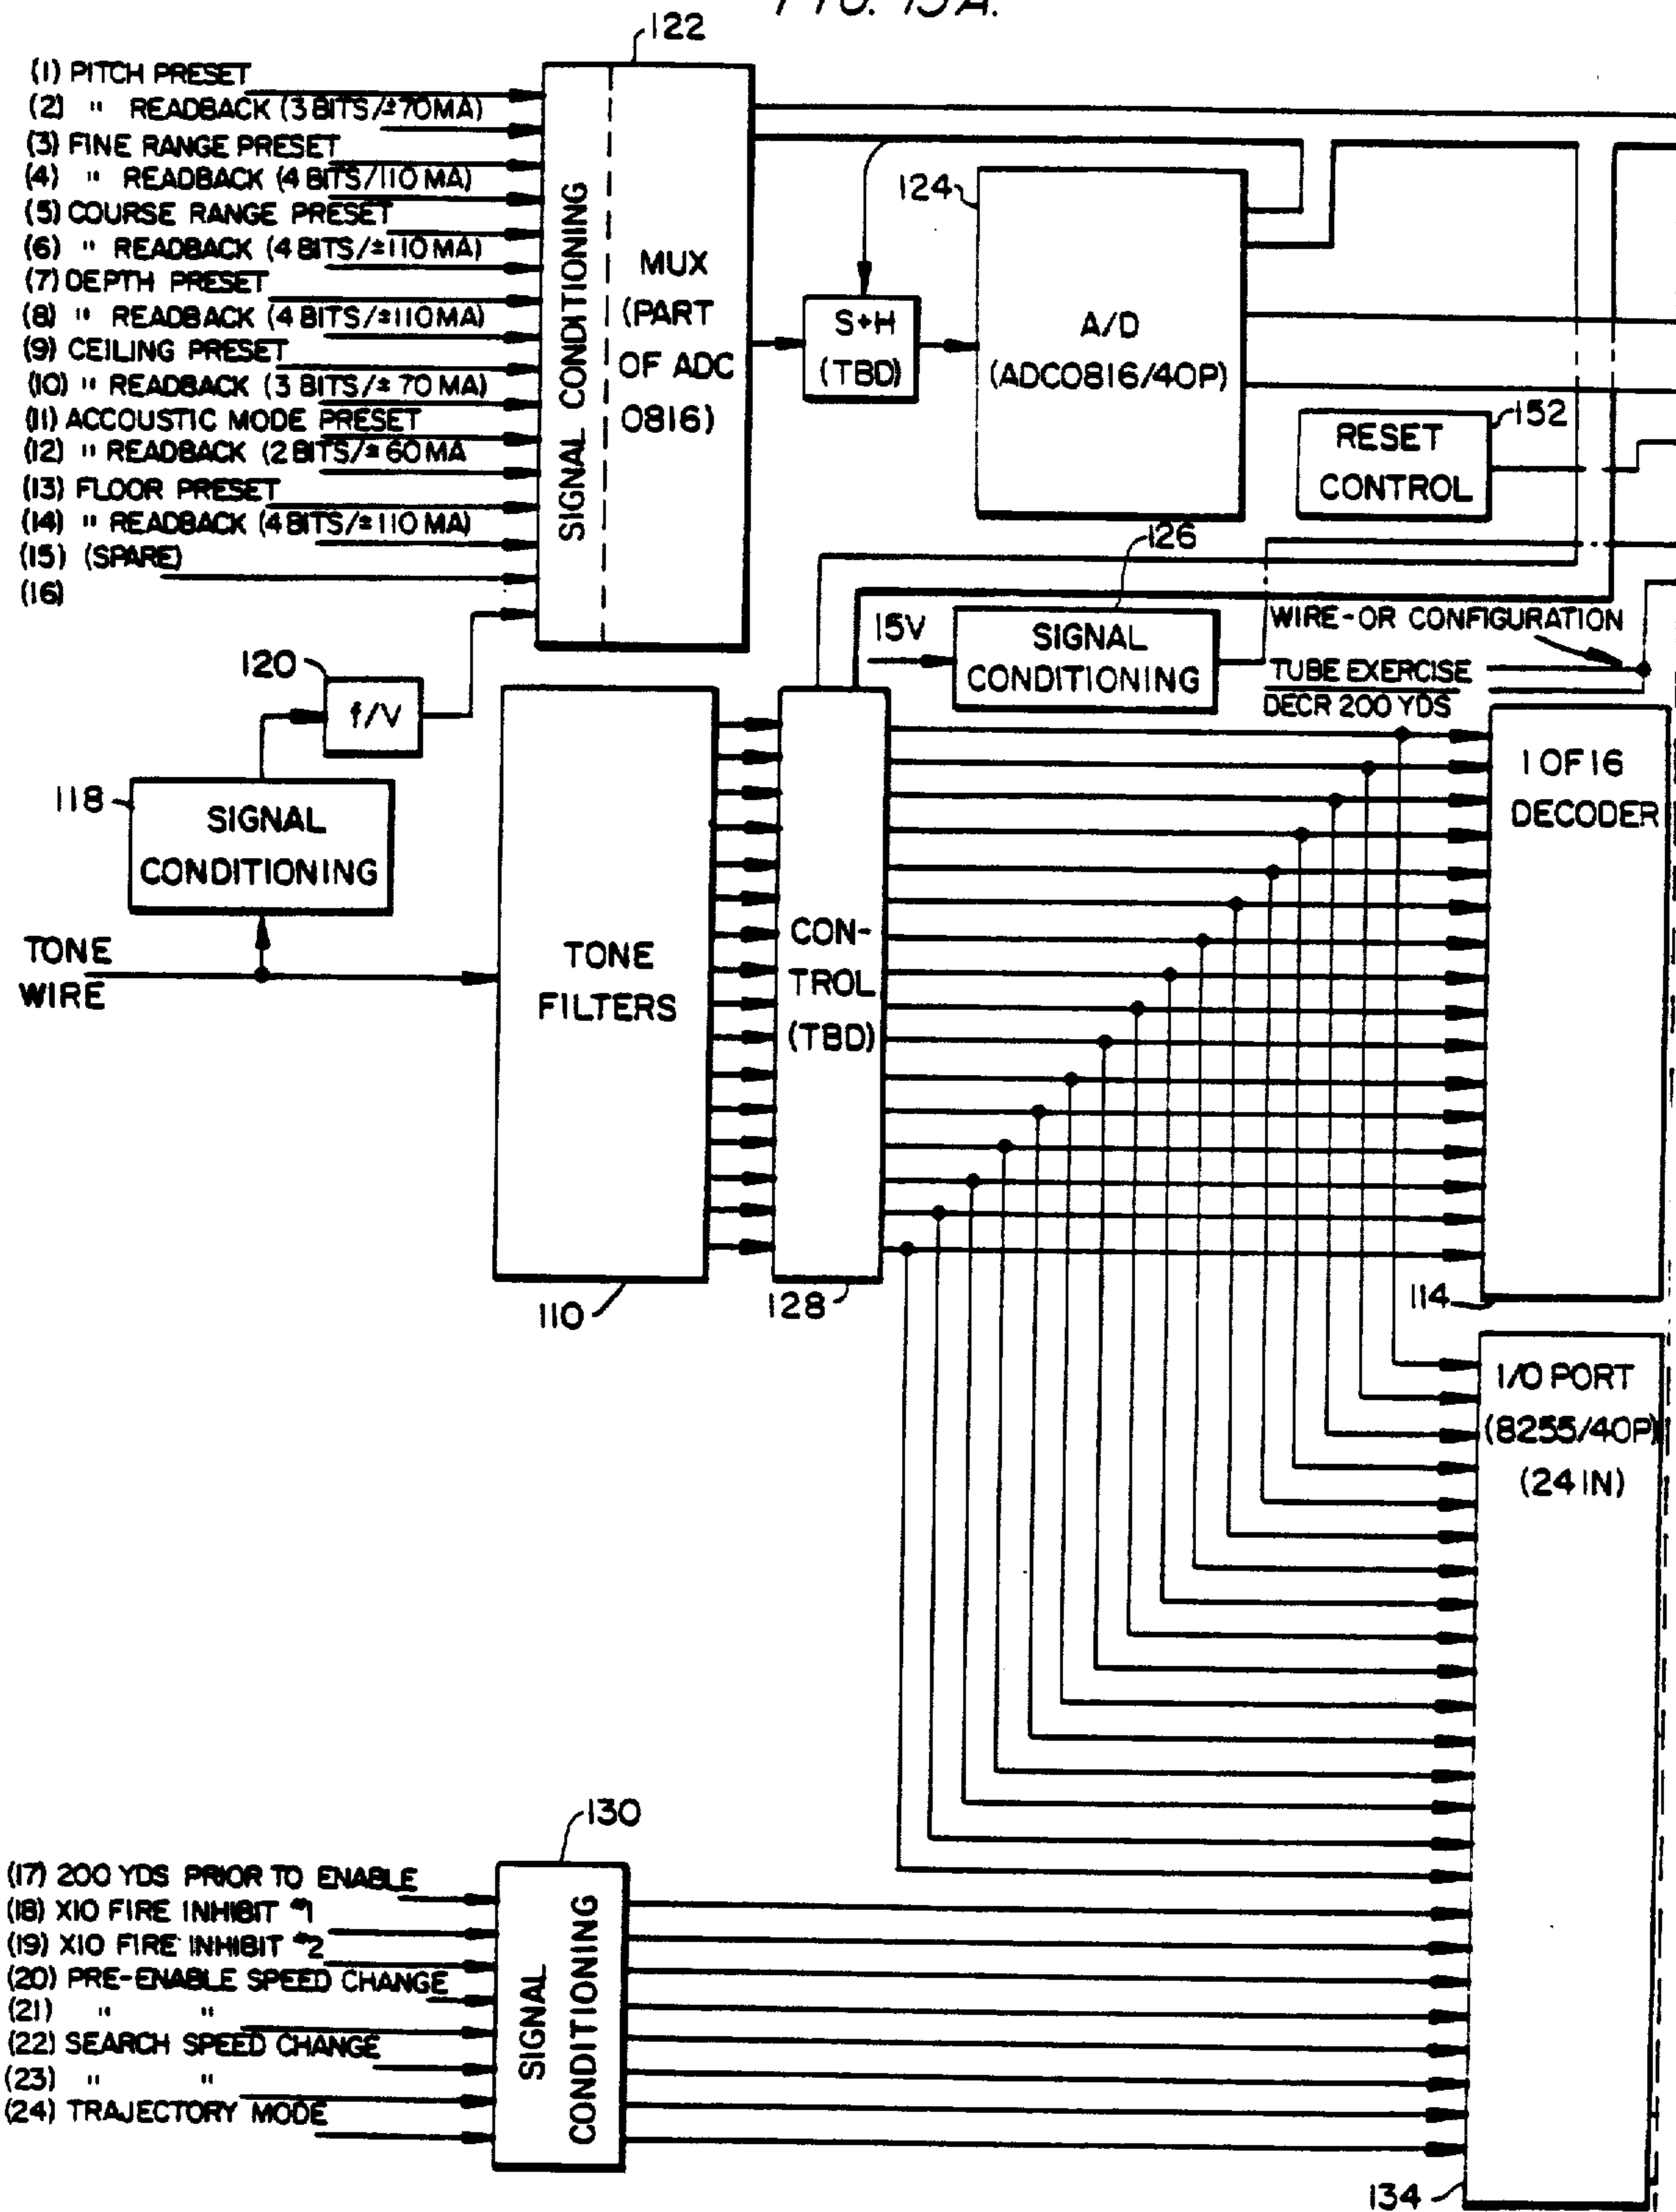 FIG. 15A.
122
(1) PITCH PRESET
(2) " READBACK (3 BITS/±70MA)
(3) FINE RANGE PRESET
(4) " READBACK (4 BITS/110 MA)
(5) COURSE RANGE PRESET
(6) " READBACK (4 BITS/±110 MA)
(7) DEPTH PRESET
(8) " READBACK (4 BITS/±110MA)
(9) CEILING PRESET
(10) " READBACK (3 BITS/± 70 MA)
(11) ACCOUSTIC MODE PRESET
(12) " READBACK (2 BITS/± 60 MA
(13) FLOOR PRESET
(14) " READBACK (4 BITS/±110 MA)
(15) (SPARE)
(16)
SIGNAL CONDITIONING
MUX
(PART
OF ADC
0816)
S+H
(TBD)
124
A/D
(ADC0816/40P)
152
RESET
CONTROL
126
15V
SIGNAL
CONDITIONING
WIRE-OR CONFIGURATION
TUBE EXERCISE
DECR 200 YDS
120
f/V
118
SIGNAL
CONDITIONING
TONE
WIRE
TONE
FILTERS
110
CON-
TROL
(TBD)
128
1 OF 16
DECODER
114
I/O PORT
(8255/40P)
(24 IN)
134
130
(17) 200 YDS PRIOR TO ENABLE
(18) X10 FIRE INHIBIT #1
(19) X10 FIRE INHIBIT #2
(20) PRE-ENABLE SPEED CHANGE
(21) " "
(22) SEARCH SPEED CHANGE
(23) " "
(24) TRAJECTORY MODE
SIGNAL
CONDITIONING